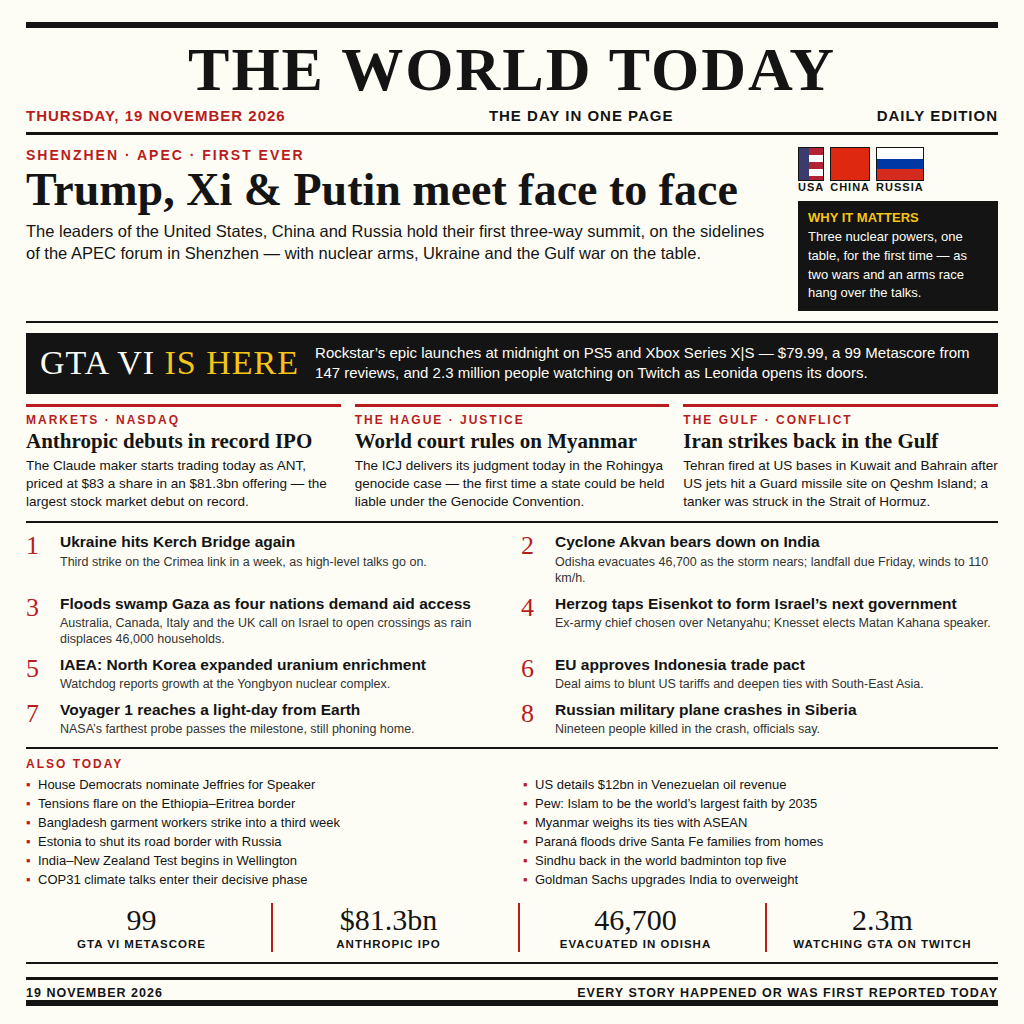 THE WORLD TODAY
THURSDAY, 19 NOVEMBER 2026
THE DAY IN ONE PAGE
DAILY EDITION
SHENZHEN · APEC · FIRST EVER
Trump, Xi & Putin meet face to face
The leaders of the United States, China and Russia hold their first three-way summit, on the sidelines
of the APEC forum in Shenzhen — with nuclear arms, Ukraine and the Gulf war on the table.
USA CHINA RUSSIA
WHY IT MATTERS
Three nuclear powers, one
table, for the first time — as
two wars and an arms race
hang over the talks.
GTA VI IS HERE
Rockstar’s epic launches at midnight on PS5 and Xbox Series X|S — $79.99, a 99 Metascore from
147 reviews, and 2.3 million people watching on Twitch as Leonida opens its doors.
MARKETS · NASDAQ
Anthropic debuts in record IPO
The Claude maker starts trading today as ANT,
priced at $83 a share in an $81.3bn offering — the
largest stock market debut on record.
THE HAGUE · JUSTICE
World court rules on Myanmar
The ICJ delivers its judgment today in the Rohingya
genocide case — the first time a state could be held
liable under the Genocide Convention.
THE GULF · CONFLICT
Iran strikes back in the Gulf
Tehran fired at US bases in Kuwait and Bahrain after
US jets hit a Guard missile site on Qeshm Island; a
tanker was struck in the Strait of Hormuz.
1 Ukraine hits Kerch Bridge again
Third strike on the Crimea link in a week, as high-level talks go on.
2 Cyclone Akvan bears down on India
Odisha evacuates 46,700 as the storm nears; landfall due Friday, winds to 110
km/h.
3 Floods swamp Gaza as four nations demand aid access
Australia, Canada, Italy and the UK call on Israel to open crossings as rain
displaces 46,000 households.
4 Herzog taps Eisenkot to form Israel’s next government
Ex-army chief chosen over Netanyahu; Knesset elects Matan Kahana speaker.
5 IAEA: North Korea expanded uranium enrichment
Watchdog reports growth at the Yongbyon nuclear complex.
6 EU approves Indonesia trade pact
Deal aims to blunt US tariffs and deepen ties with South-East Asia.
7 Voyager 1 reaches a light-day from Earth
NASA’s farthest probe passes the milestone, still phoning home.
8 Russian military plane crashes in Siberia
Nineteen people killed in the crash, officials say.
ALSO TODAY
▪ House Democrats nominate Jeffries for Speaker
▪ Tensions flare on the Ethiopia–Eritrea border
▪ Bangladesh garment workers strike into a third week
▪ Estonia to shut its road border with Russia
▪ India–New Zealand Test begins in Wellington
▪ COP31 climate talks enter their decisive phase
▪ US details $12bn in Venezuelan oil revenue
▪ Pew: Islam to be the world’s largest faith by 2035
▪ Myanmar weighs its ties with ASEAN
▪ Paraná floods drive Santa Fe families from homes
▪ Sindhu back in the world badminton top five
▪ Goldman Sachs upgrades India to overweight
99
GTA VI METASCORE
$81.3bn
ANTHROPIC IPO
46,700
EVACUATED IN ODISHA
2.3m
WATCHING GTA ON TWITCH
19 NOVEMBER 2026
EVERY STORY HAPPENED OR WAS FIRST REPORTED TODAY